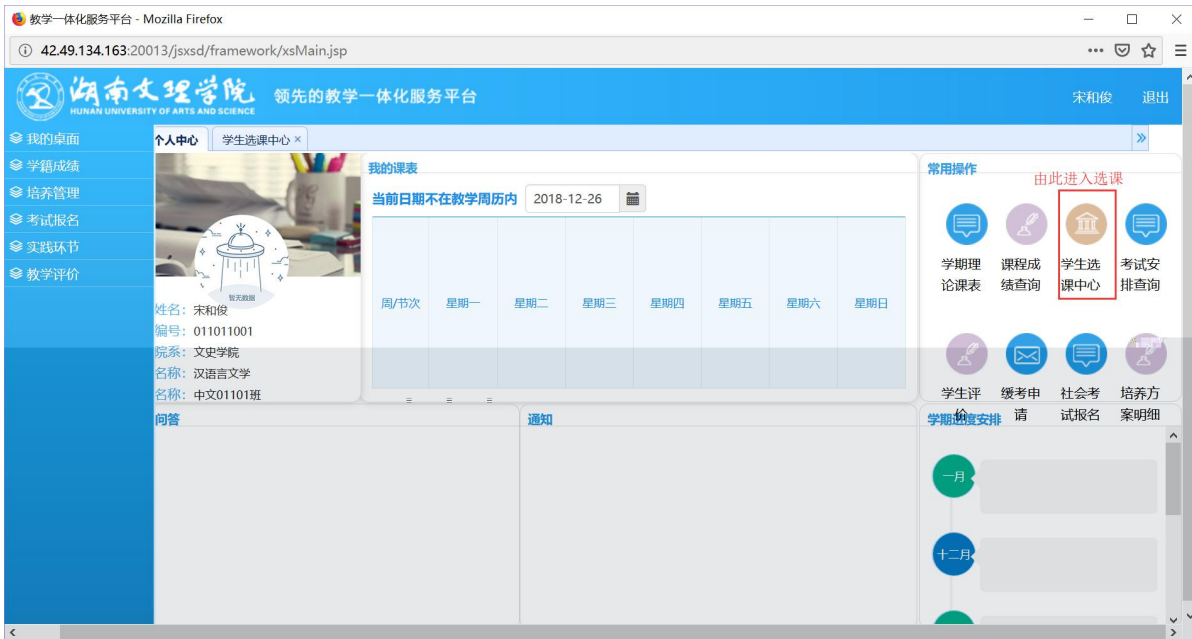 教学一体化服务平台 - Mozilla Firefox
42.49.134.163:20013/jsxsd/framework/xsMain.jsp
湖南文理学院
HUNAN UNIVERSITY OF ARTS AND SCIENCE
领先的教学一体化服务平台
宋和俊 退出
我的桌面
学籍成绩
培养管理
考试报名
实践环节
教学评价
个人中心 学生选课中心
暂无数据
姓名：宋和俊
编号：011011001
院系：文史学院
名称：汉语言文学
名称：中文01101班
我的课表
当前日期不在教学周历内 2018-12-26
周/节次 星期一 星期二 星期三 星期四 星期五 星期六 星期日
常用操作
由此进入选课
学期理论课表
课程成绩查询
学生选课中心
考试安排查询
学生评价
缓考申请
社会考试报名
培养方案明细
问答
通知
学期进度安排
一月
十二月